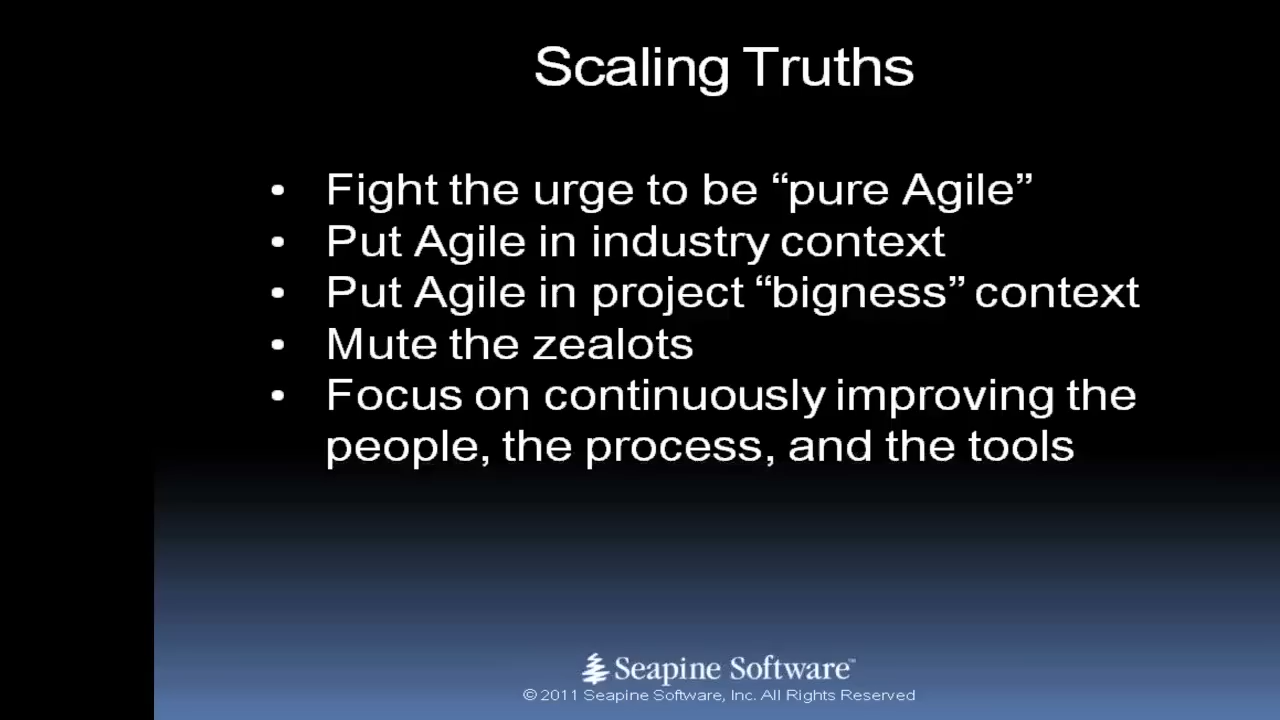 Scaling Truths
• Fight the urge to be “pure Agile”
• Put Agile in industry context
• Put Agile in project “bigness” context
• Mute the zealots
• Focus on continuously improving the
people, the process, and the tools
Seapine Software™
© 2011 Seapine Software, Inc. All Rights Reserved